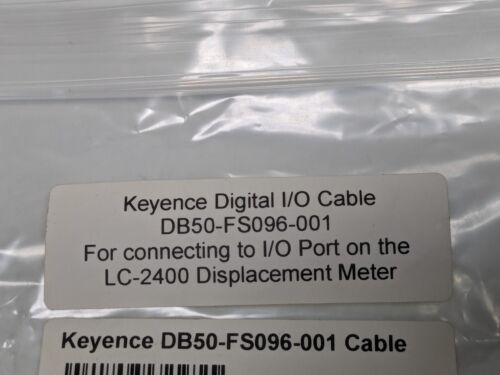 Keyence Digital I/O Cable
DB50-FS096-001
For connecting to I/O Port on the
LC-2400 Displacement Meter
Keyence DB50-FS096-001 Cable